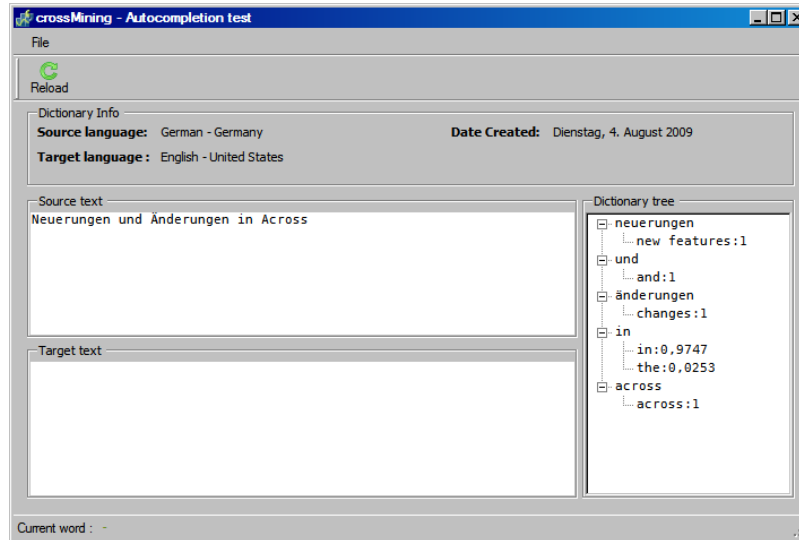 crossMining - Autocompletion test
File
Reload
Dictionary Info
Source language: German - Germany
Date Created: Dienstag, 4. August 2009
Target language : English - United States
Source text
Neuerungen und Änderungen in Across
Target text
Dictionary tree
neuerungen
new features:1
und
and:1
änderungen
changes:1
in
in:0,9747
the:0,0253
across
across:1
Current word : -